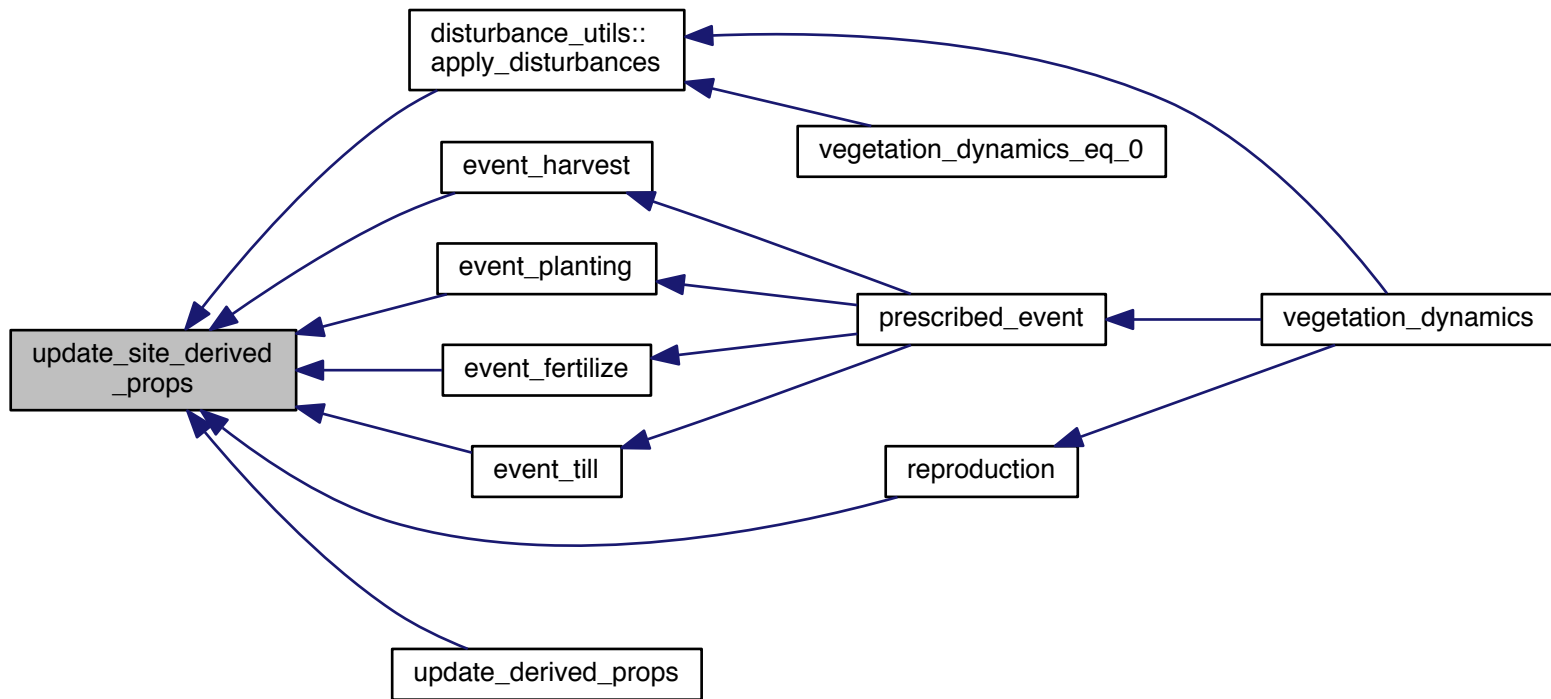 disturbance_utils::
apply_disturbances
vegetation_dynamics_eq_0
event_harvest
event_planting
prescribed_event
vegetation_dynamics
update_site_derived
_props
event_fertilize
event_till
reproduction
update_derived_props